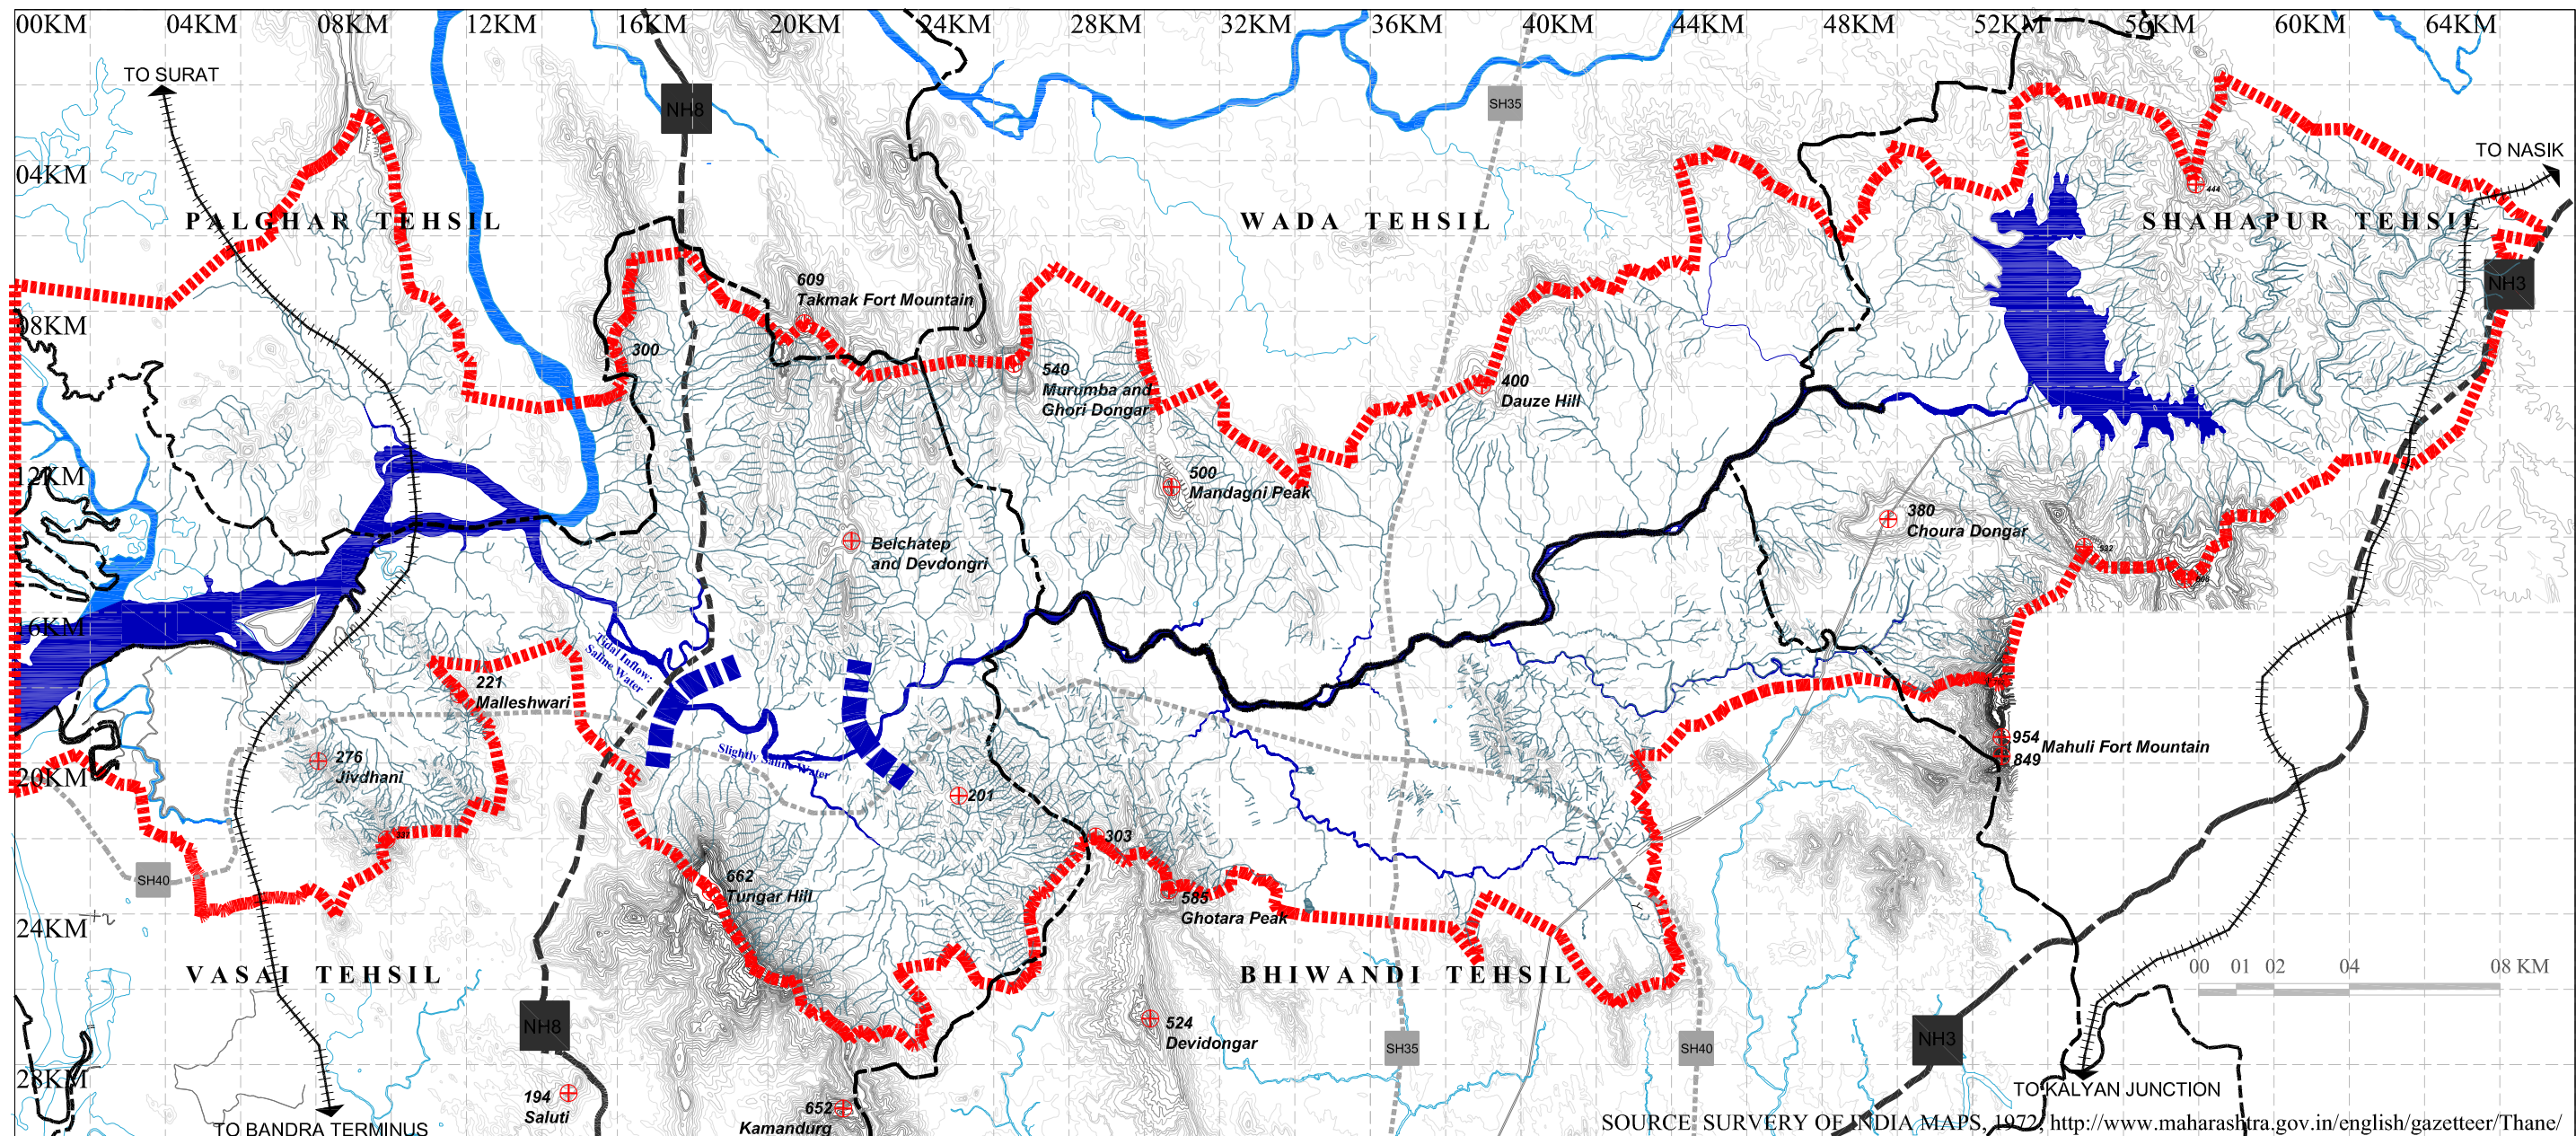 00KM 04KM 08KM 12KM 16KM 20KM 24KM 28KM 32KM 36KM 40KM 44KM 48KM 52KM 56KM 60KM 64KM
TO SURAT
NH8
SH35
TO NASIK
04KM
444
PALGHAR TEHSIL
WADA TEHSIL
SHAHAPUR TEHSIL
609
Takmak Fort Mountain
NH3
08KM
300
540
Murumba and
Ghori Dongar
400
Dauze Hill
12KM
500
Mandagni Peak
380
Choura Dongar
Belchatep
and Devdongri
532
16KM
Tidal Inflow:
Saline Water
221
Malleshwari
Slightly Saline Water
954
Mahuli Fort Mountain
849
276
Jivdhani
20KM
201
303
662
Tungar Hill
SH40
585
Ghotara Peak
24KM
VASAI TEHSIL
BHIWANDI TEHSIL
00 01 02 04 08 KM
NH8
524
Devidongar
SH35
SH40
NH3
28KM
194
Saluti
652
Kamandurg
TO KALYAN JUNCTION
TO BANDRA TERMINUS
SOURCE: SURVERY OF INDIA MAPS, 1972, http://www.maharashtra.gov.in/english/gazetteer/Thane/